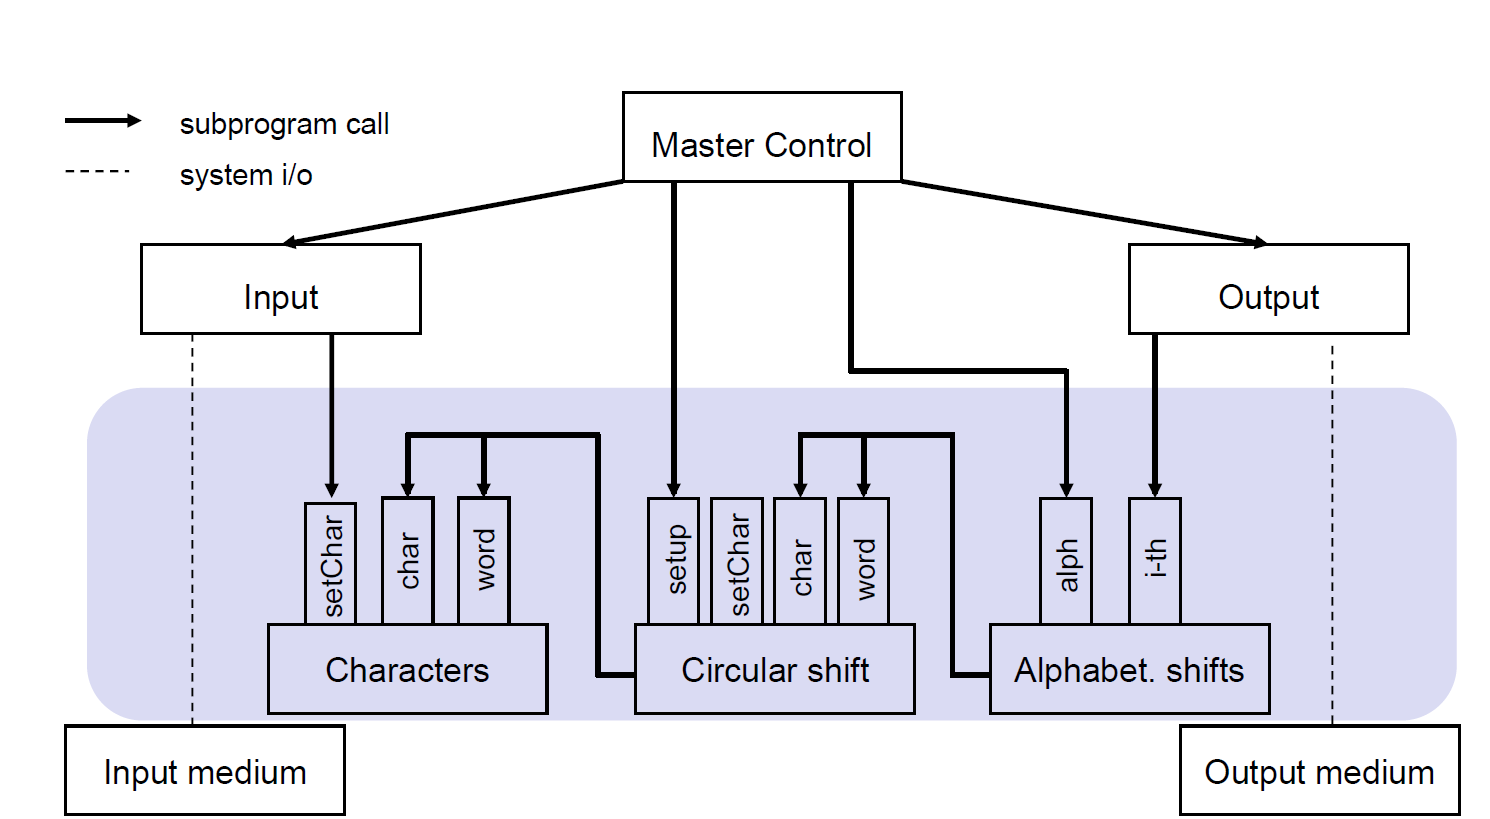 subprogram call
system i/o
Master Control
Input
Output
setChar
char
word
setup
setChar
char
word
alph
i-th
Characters
Circular shift
Alphabet. shifts
Input medium
Output medium